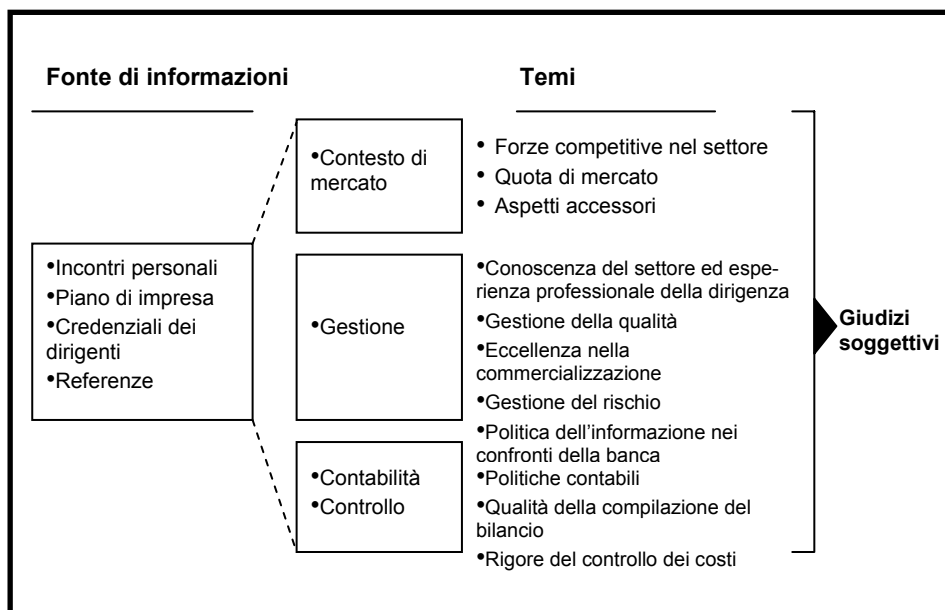 Fonte di informazioni
Temi
•Incontri personali
•Piano di impresa
•Credenziali dei
dirigenti
•Referenze
•Contesto di
mercato
• Forze competitive nel settore
• Quota di mercato
• Aspetti accessori
•Gestione
•Conoscenza del settore ed espe-
rienza professionale della dirigenza
•Gestione della qualità
•Eccellenza nella
commercializzazione
•Gestione del rischio
•Politica dell'informazione nei
confronti della banca
•Contabilità
•Controllo
•Politiche contabili
•Qualità della compilazione del
bilancio
•Rigore del controllo dei costi
Giudizi
soggettivi